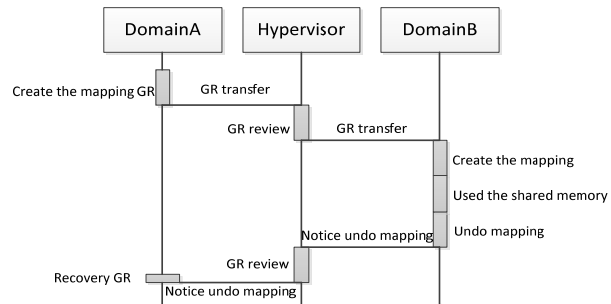 DomainA
Hypervisor
DomainB
Create the mapping GR
GR transfer
GR review
GR transfer
Create the mapping
Used the shared memory
Undo mapping
Notice undo mapping
GR review
Recovery GR
Notice undo mapping